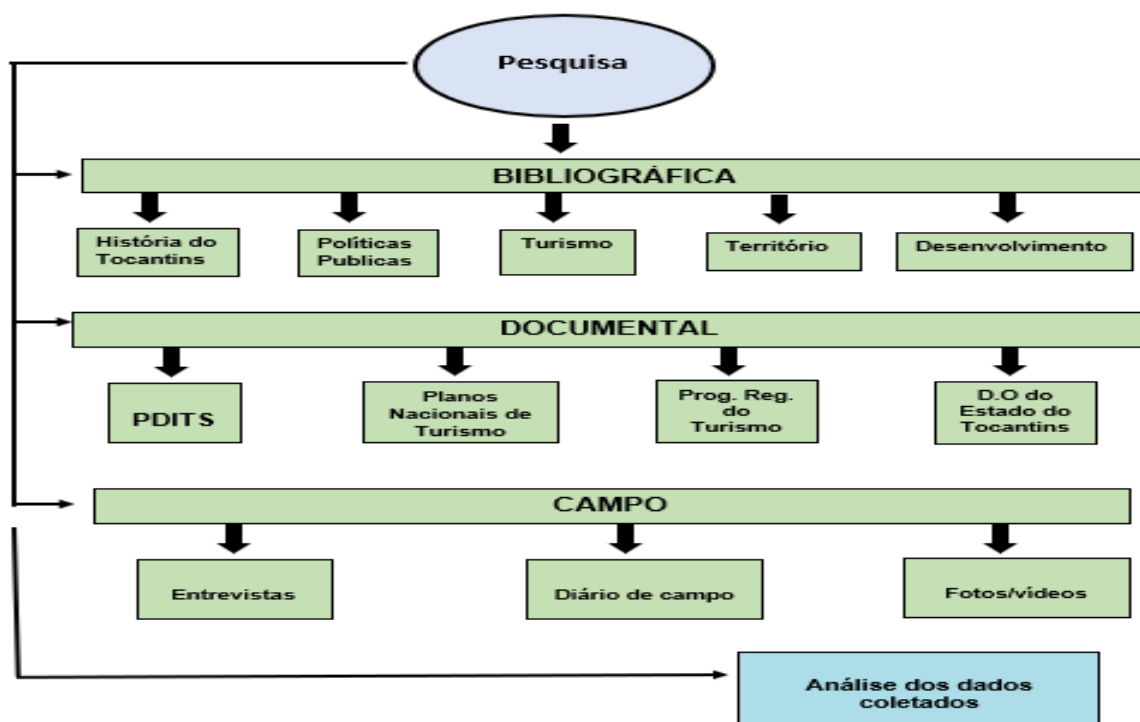 Pesquisa
BIBLIOGRÁFICA
História do
Tocantins
Políticas
Publicas
Turismo
Território
Desenvolvimento
DOCUMENTAL
PDITS
Planos
Nacionais de
Turismo
Prog. Reg.
do
Turismo
D.O do
Estado do
Tocantins
CAMPO
Entrevistas
Diário de campo
Fotos/vídeos
Análise dos dados
coletados